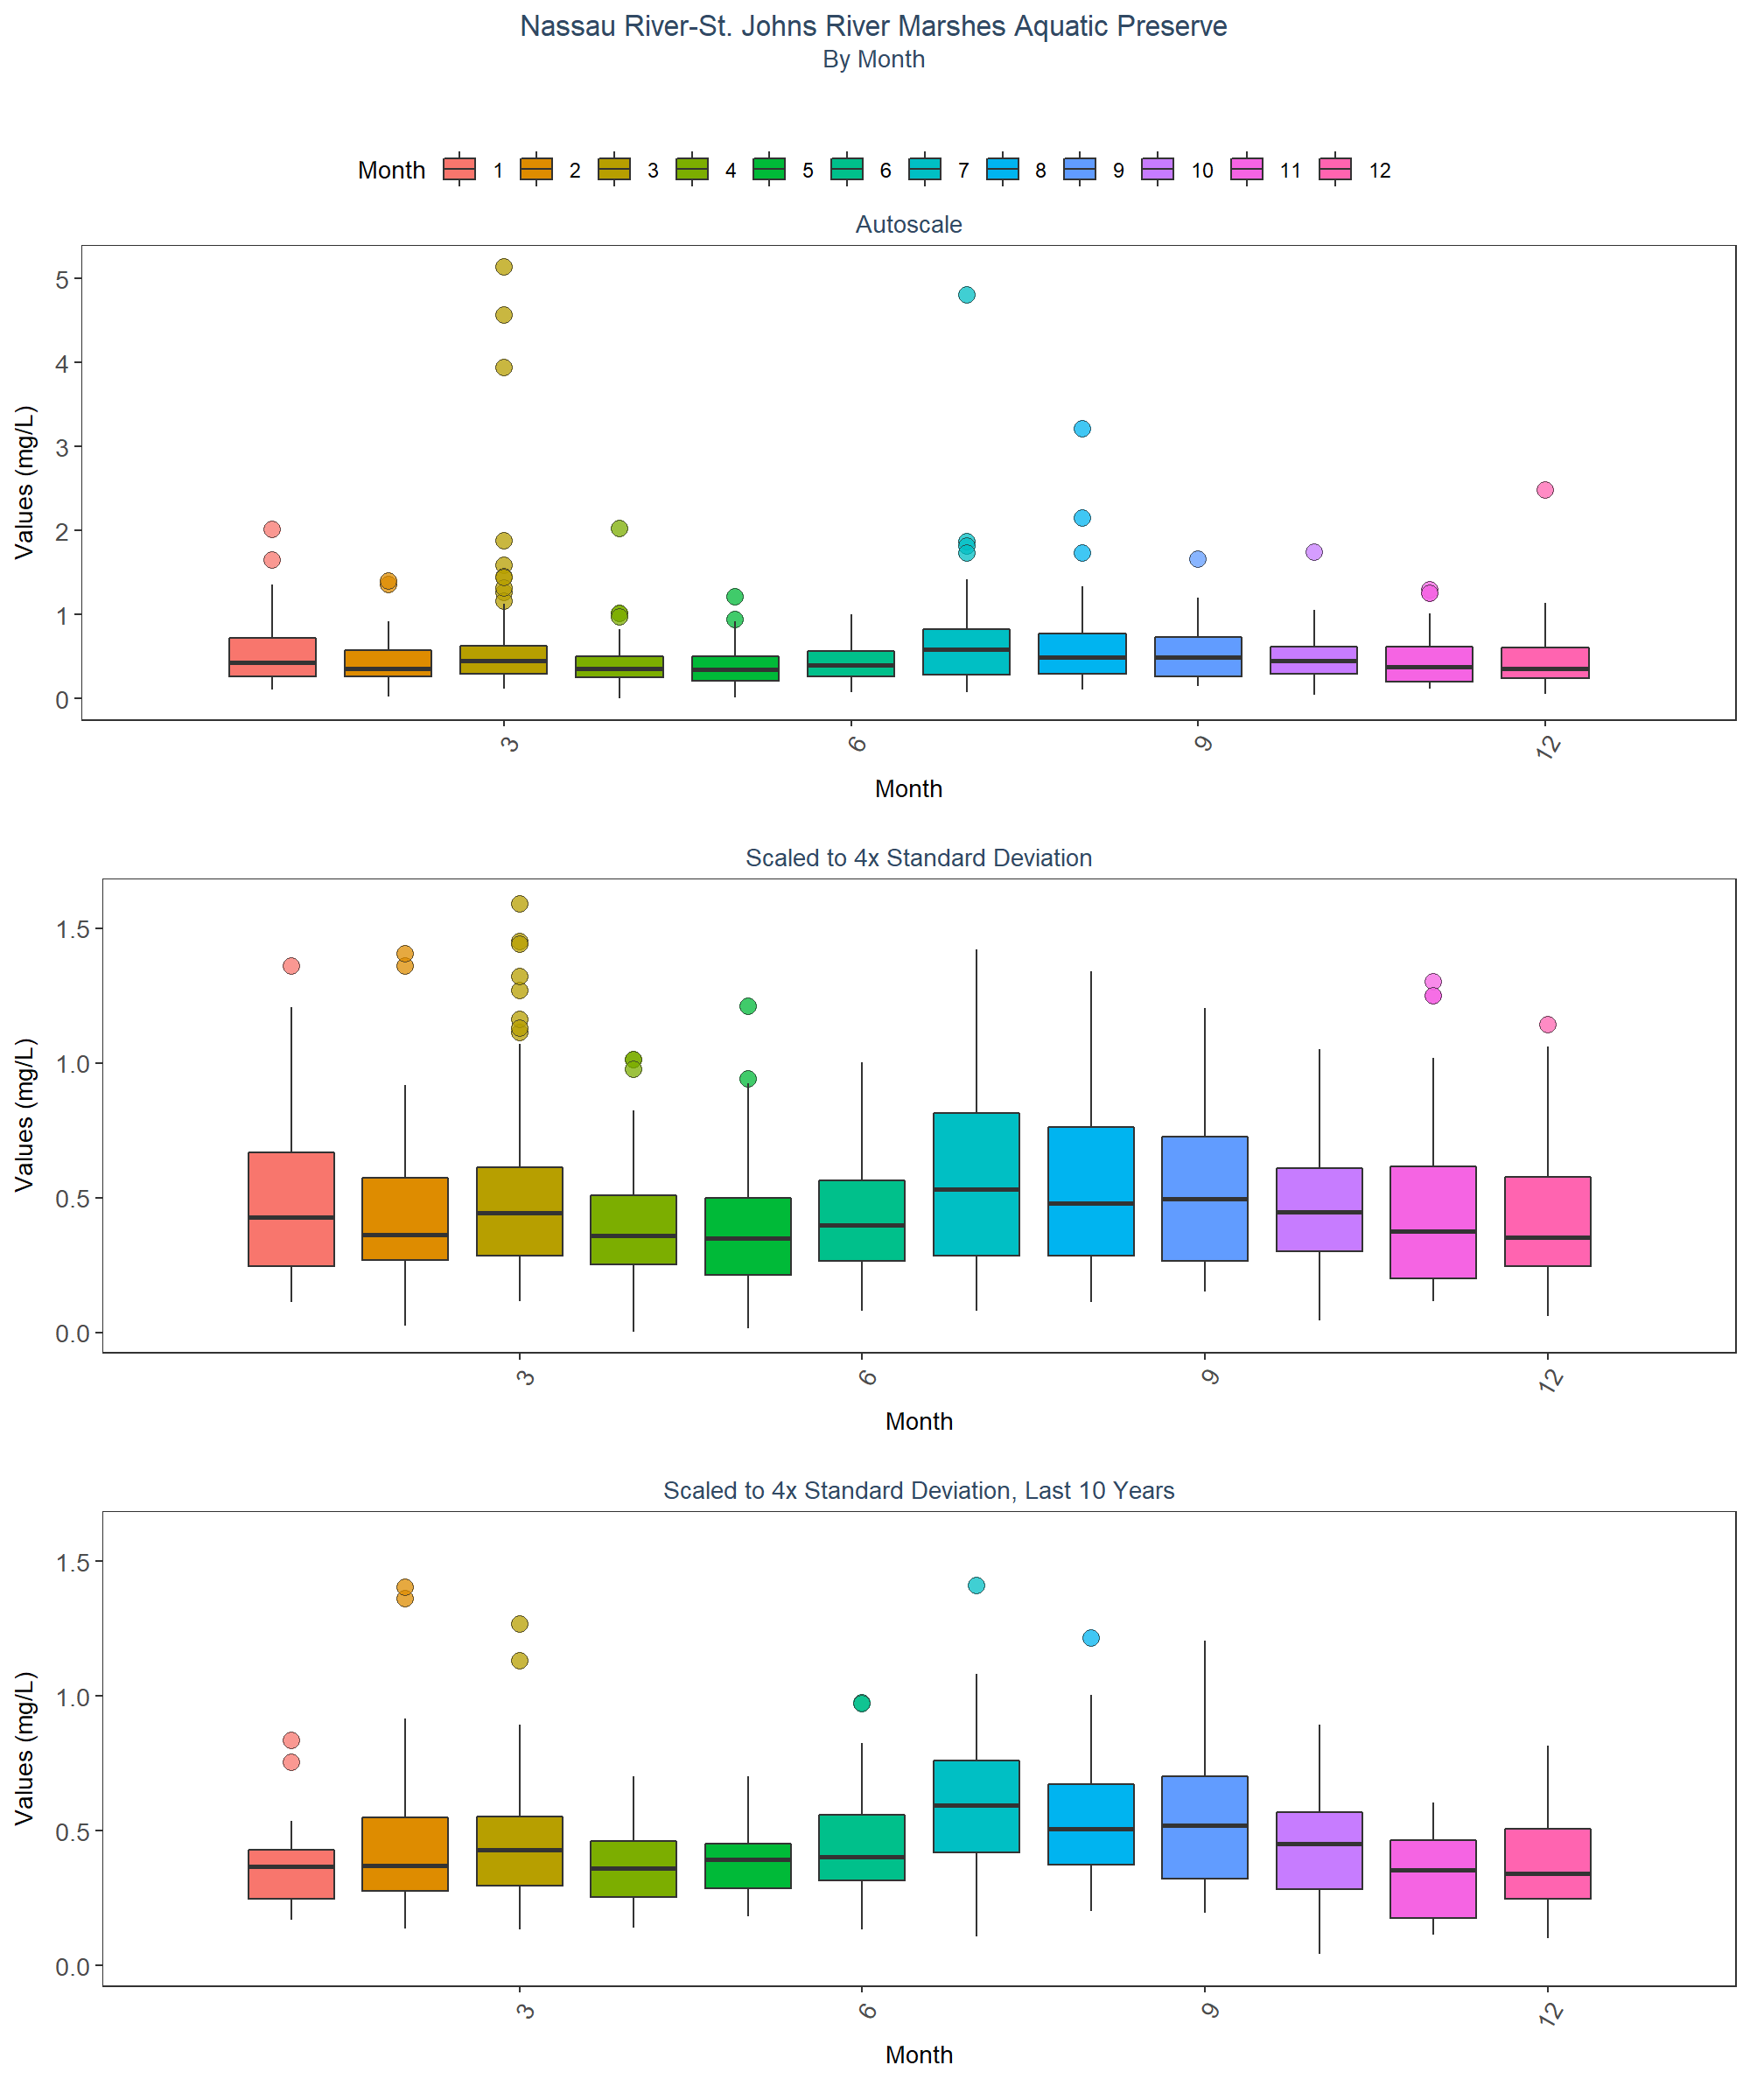 Nassau River-St. Johns River Marshes Aquatic Preserve
By Month
Month 1 2 3 4 5 6 7 8 9 10 11 12
Autoscale
Values (mg/L)
5
4
3
2
1
0
3 6 9 12
Month
Scaled to 4x Standard Deviation
Values (mg/L)
1.5
1.0
0.5
0.0
3 6 9 12
Month
Scaled to 4x Standard Deviation, Last 10 Years
Values (mg/L)
1.5
1.0
0.5
0.0
3 6 9 12
Month